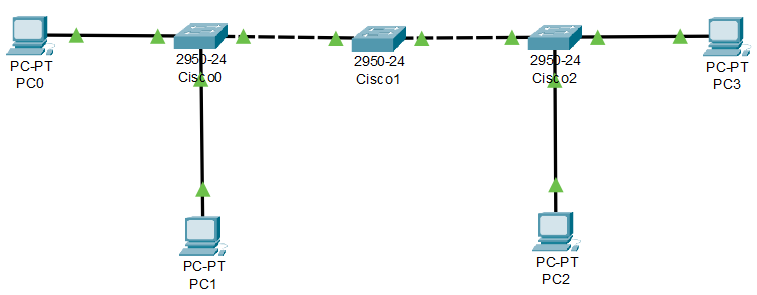 PC-PT
PC0
2950-24
Cisco0
2950-24
Cisco1
2950-24
Cisco2
PC-PT
PC3
PC-PT
PC1
PC-PT
PC2